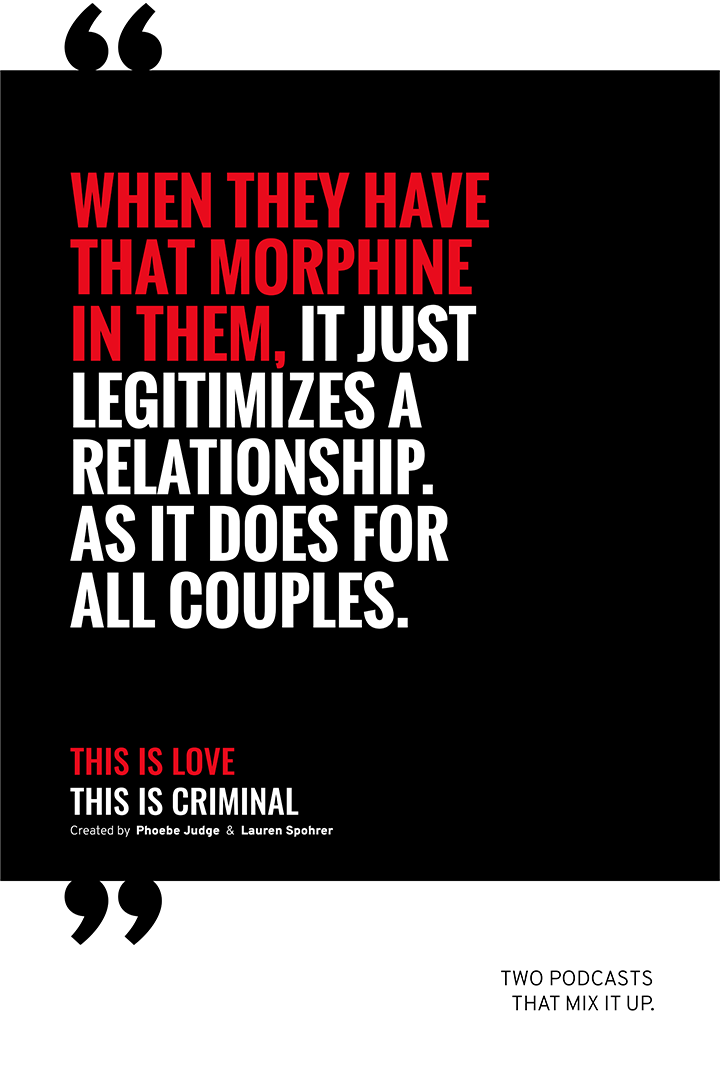 “
WHEN THEY HAVE
THAT MORPHINE
IN THEM, IT JUST
LEGITIMIZES A
RELATIONSHIP.
AS IT DOES FOR
ALL COUPLES.
THIS IS LOVE
THIS IS CRIMINAL
Created by Phoebe Judge & Lauren Spohrer
”
TWO PODCASTS
THAT MIX IT UP.